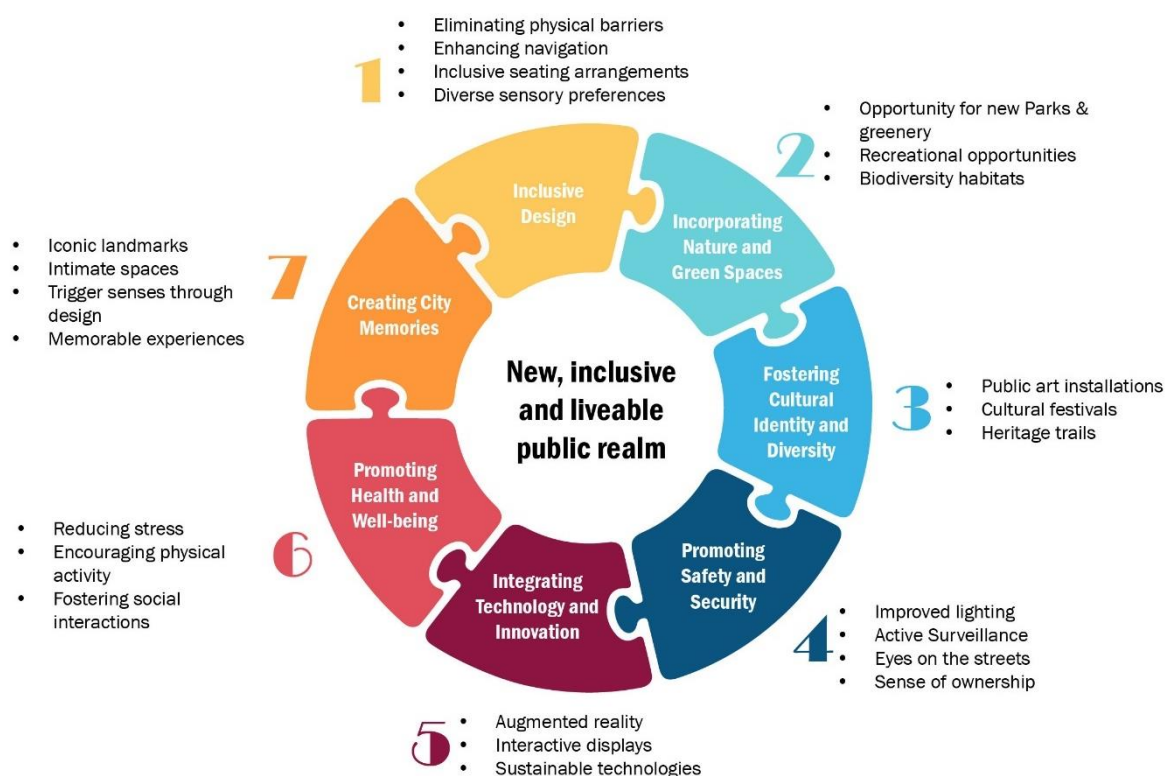 1
• Eliminating physical barriers
• Enhancing navigation
• Inclusive seating arrangements
• Diverse sensory preferences
Inclusive
Design
2
• Opportunity for new Parks &
greenery
• Recreational opportunities
• Biodiversity habitats
Incorporating
Nature and
Green Spaces
3
• Public art installations
• Cultural festivals
• Heritage trails
Fostering
Cultural
Identity and
Diversity
4
• Improved lighting
• Active Surveillance
• Eyes on the streets
• Sense of ownership
Promoting
Safety and
Security
5
• Augmented reality
• Interactive displays
• Sustainable technologies
Integrating
Technology and
Innovation
6
• Reducing stress
• Encouraging physical
activity
• Fostering social
interactions
Promoting
Health and
Well-being
7
• Iconic landmarks
• Intimate spaces
• Trigger senses through
design
• Memorable experiences
Creating City
Memories
New, inclusive
and liveable
public realm